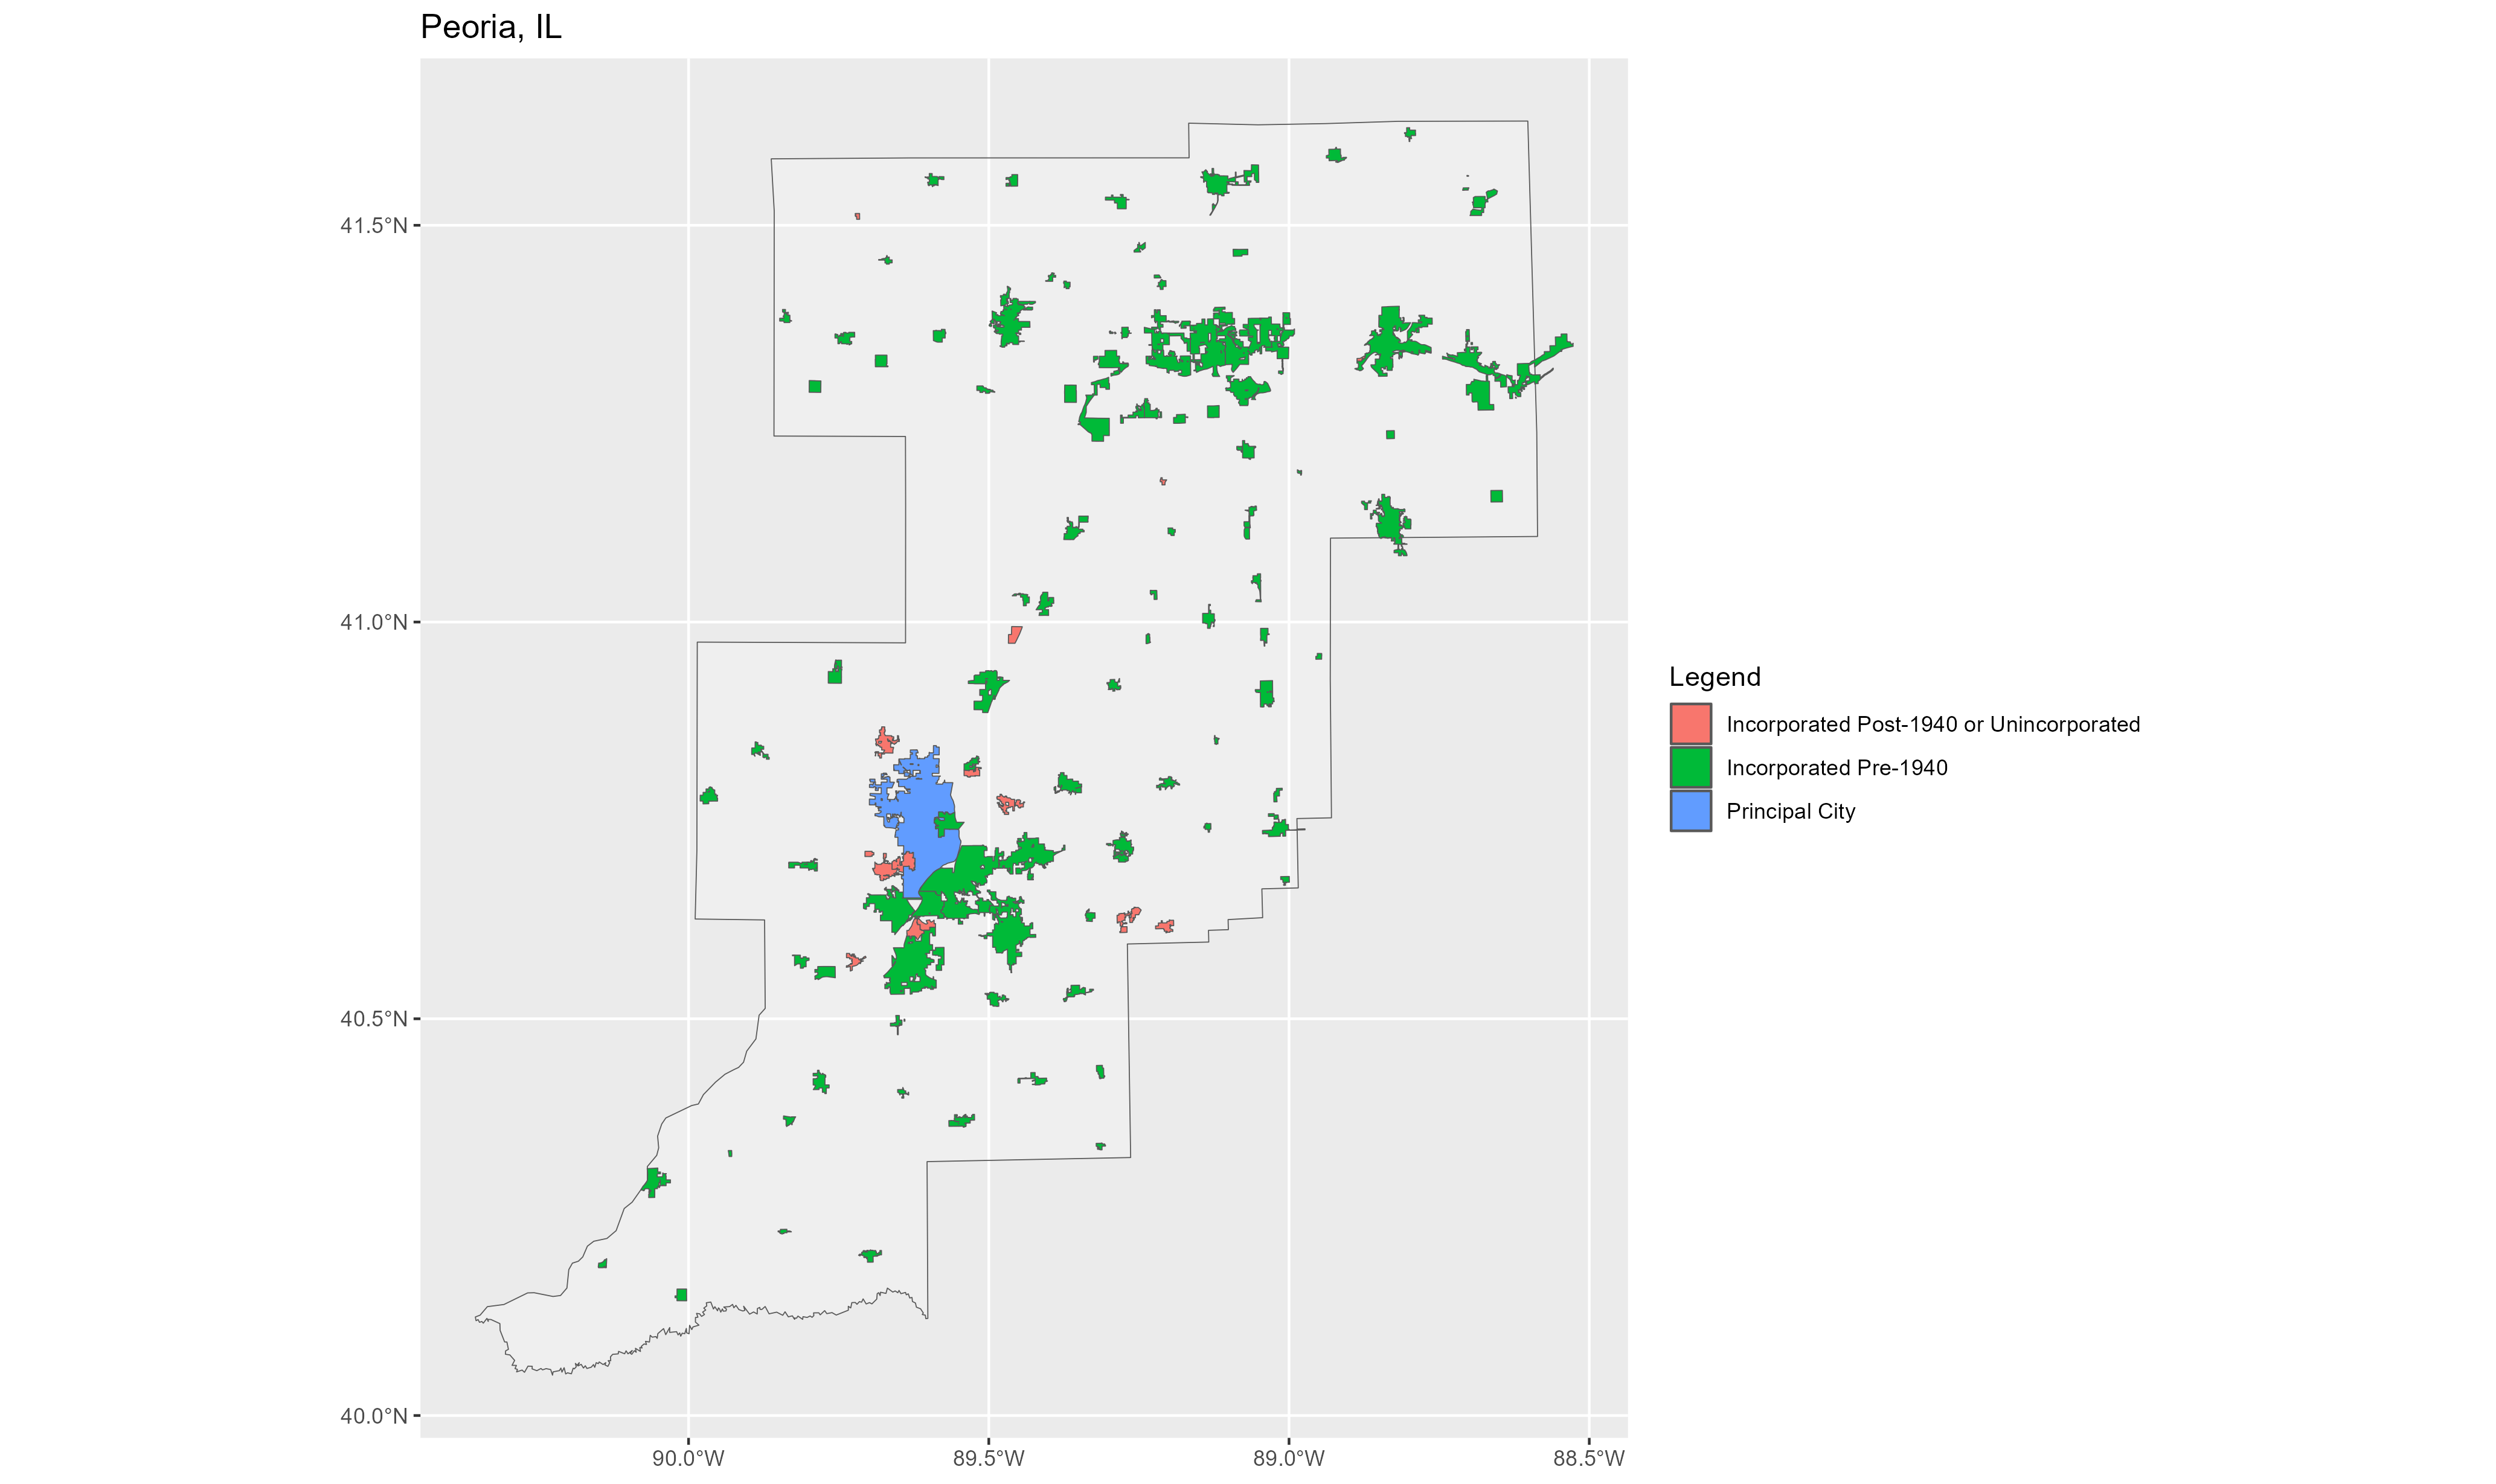 Peoria, IL
41.5°N
41.0°N
40.5°N
40.0°N
90.0°W
89.5°W
89.0°W
88.5°W
Legend
Incorporated Post-1940 or Unincorporated
Incorporated Pre-1940
Principal City